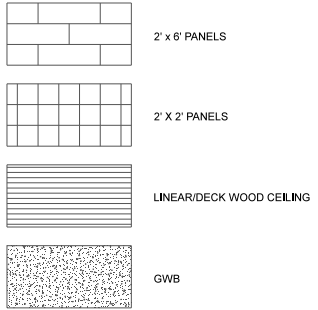 2' x 6' PANELS
2' X 2' PANELS
LINEAR/DECK WOOD CEILING
GWB